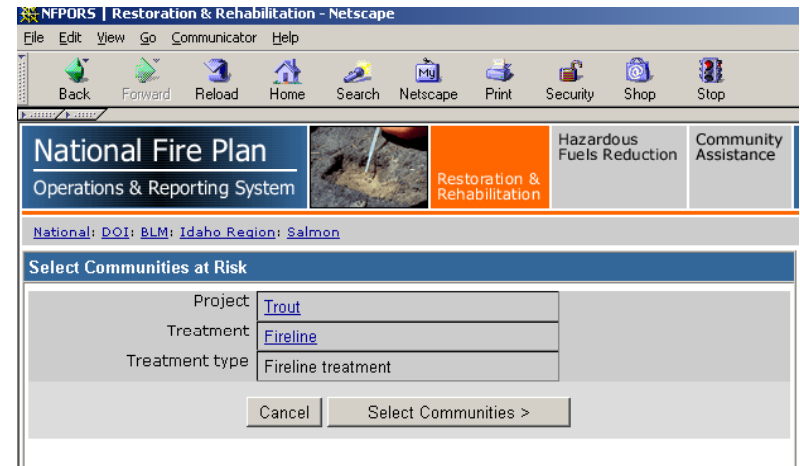 NFPORS | Restoration & Rehabilitation - Netscape
File Edit View Go Communicator Help
My
Back Forward Reload Home Search Netscape Print Security Shop Stop
National Fire Plan
Operations & Reporting System
Restoration &
Rehabilitation
Hazardous
Fuels Reduction
Community
Assistance
National: DOI: BLM: Idaho Region: Salmon
Select Communities at Risk
Project Trout
Treatment Fireline
Treatment type Fireline treatment
Cancel Select Communities >